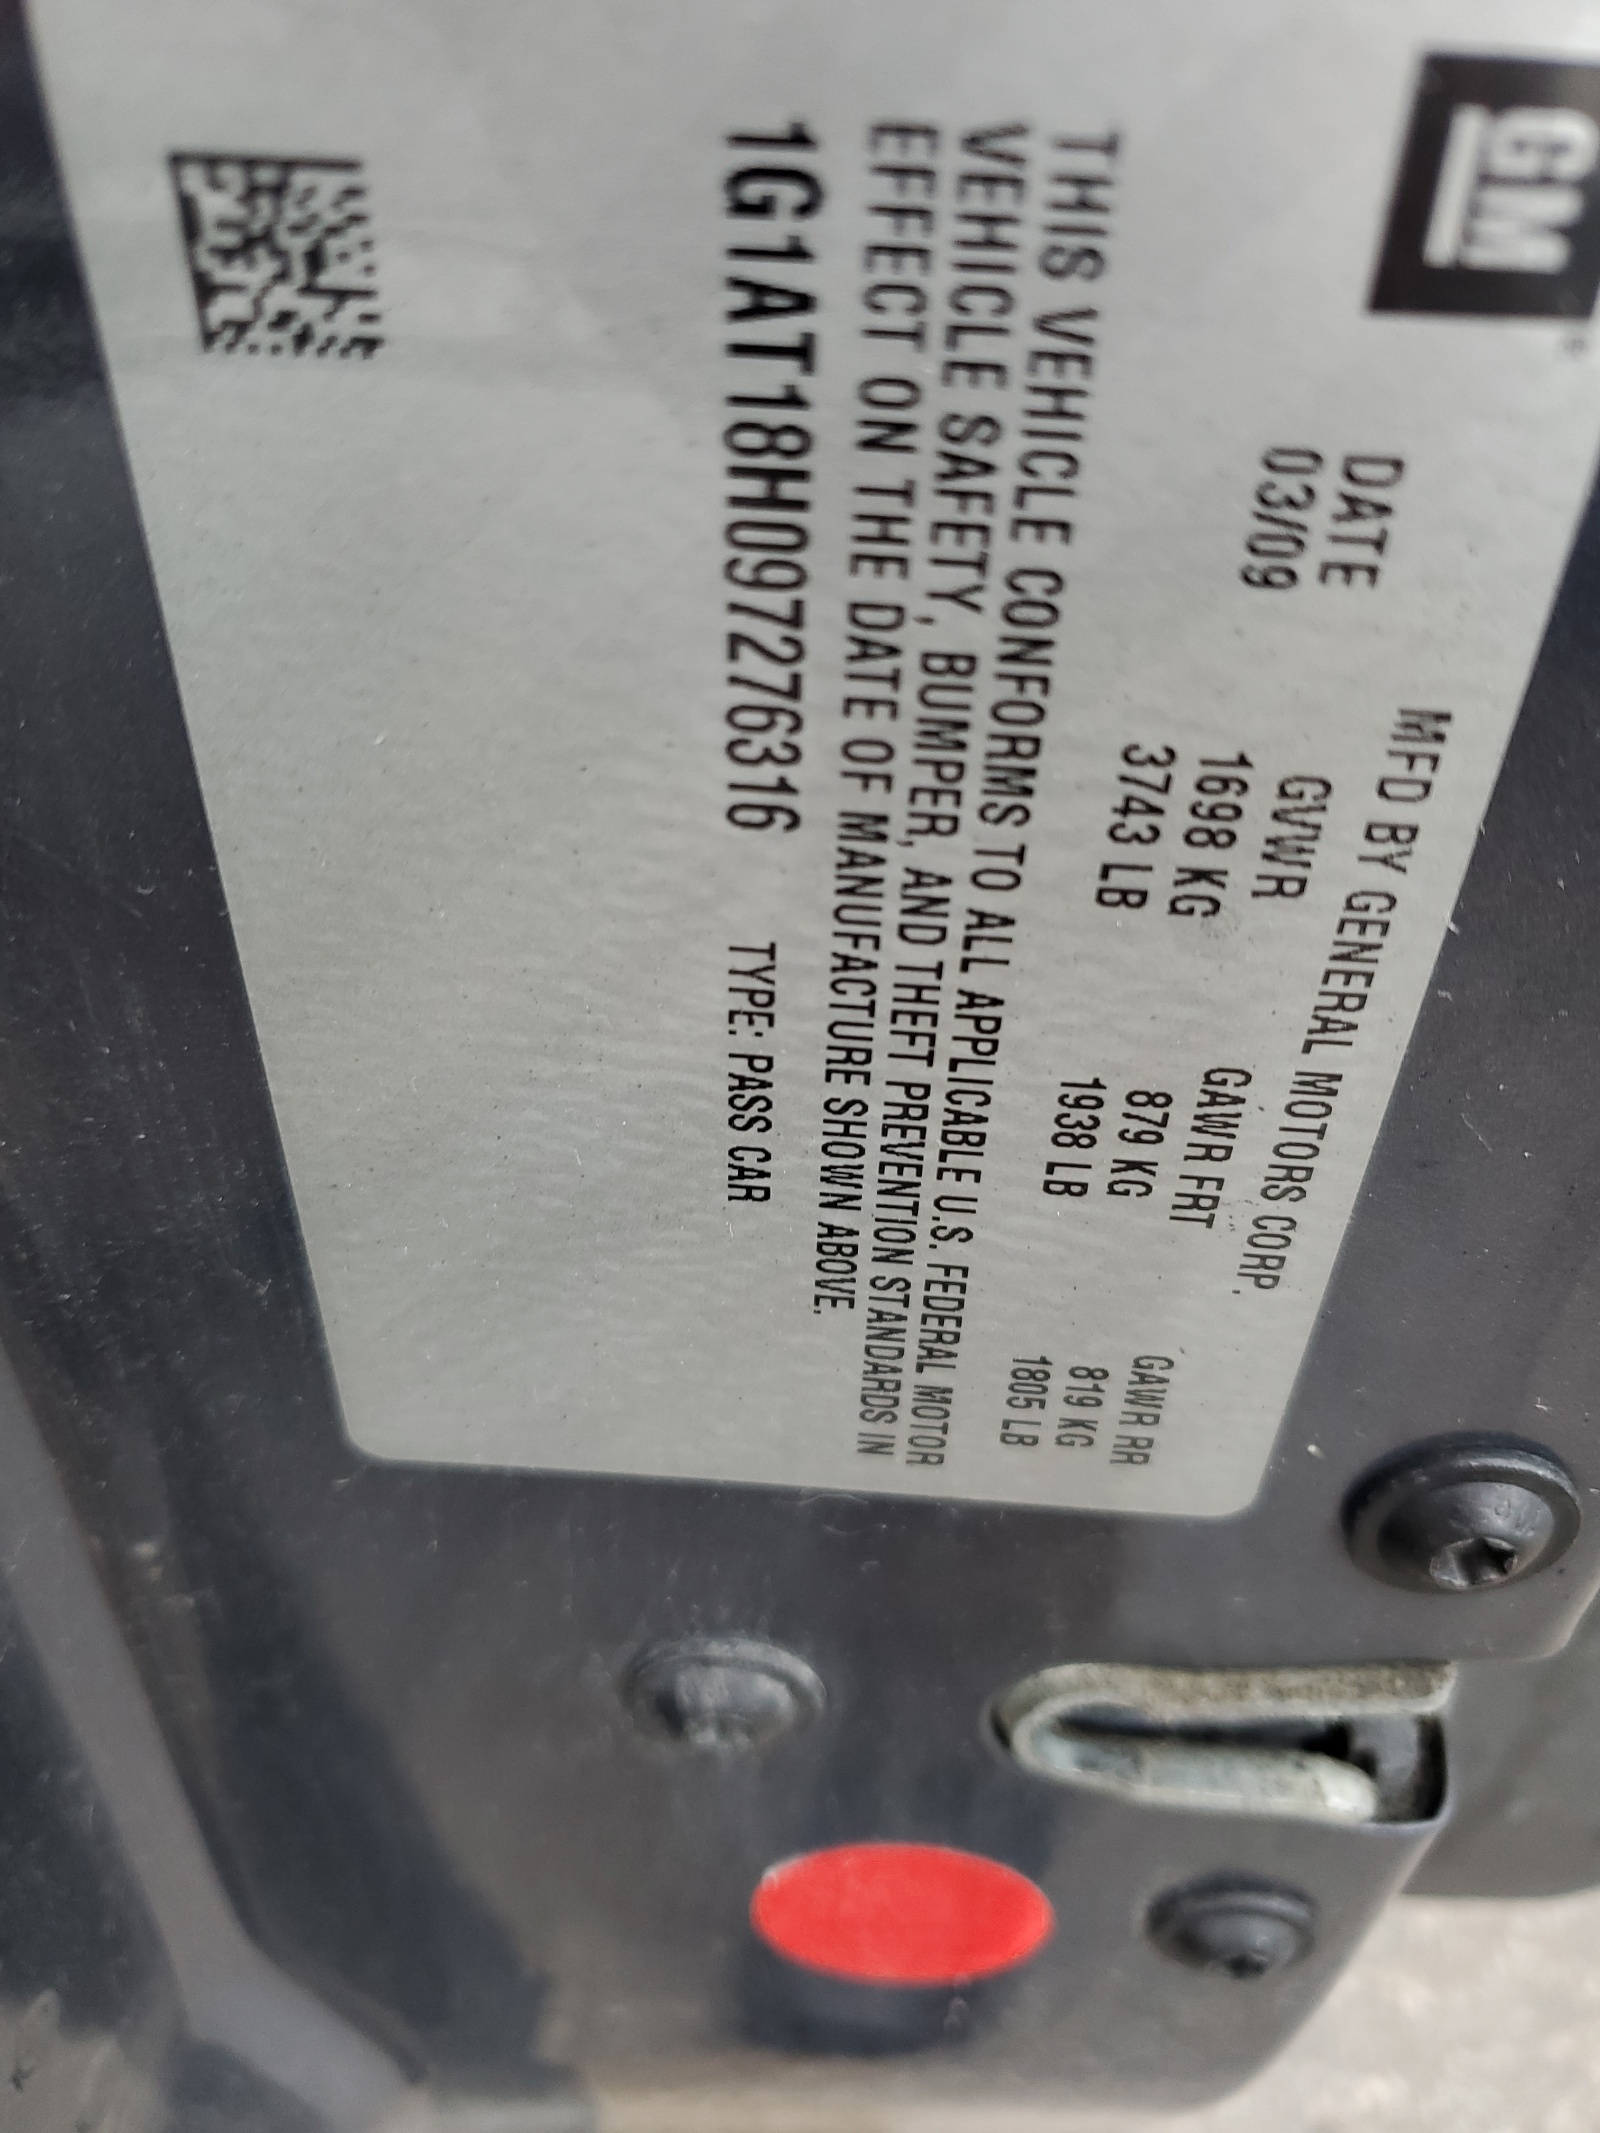 GM
MFD BY GENERAL MOTORS CORP.
DATE GVWR GAWR FRT GAWR RR
03/09 1698 KG 879 KG 819 KG
3743 LB 1938 LB 1805 LB
THIS VEHICLE CONFORMS TO ALL APPLICABLE U.S. FEDERAL MOTOR
VEHICLE SAFETY, BUMPER, AND THEFT PREVENTION STANDARDS IN
EFFECT ON THE DATE OF MANUFACTURE SHOWN ABOVE.
1G1AT18H097276316 TYPE: PASS CAR